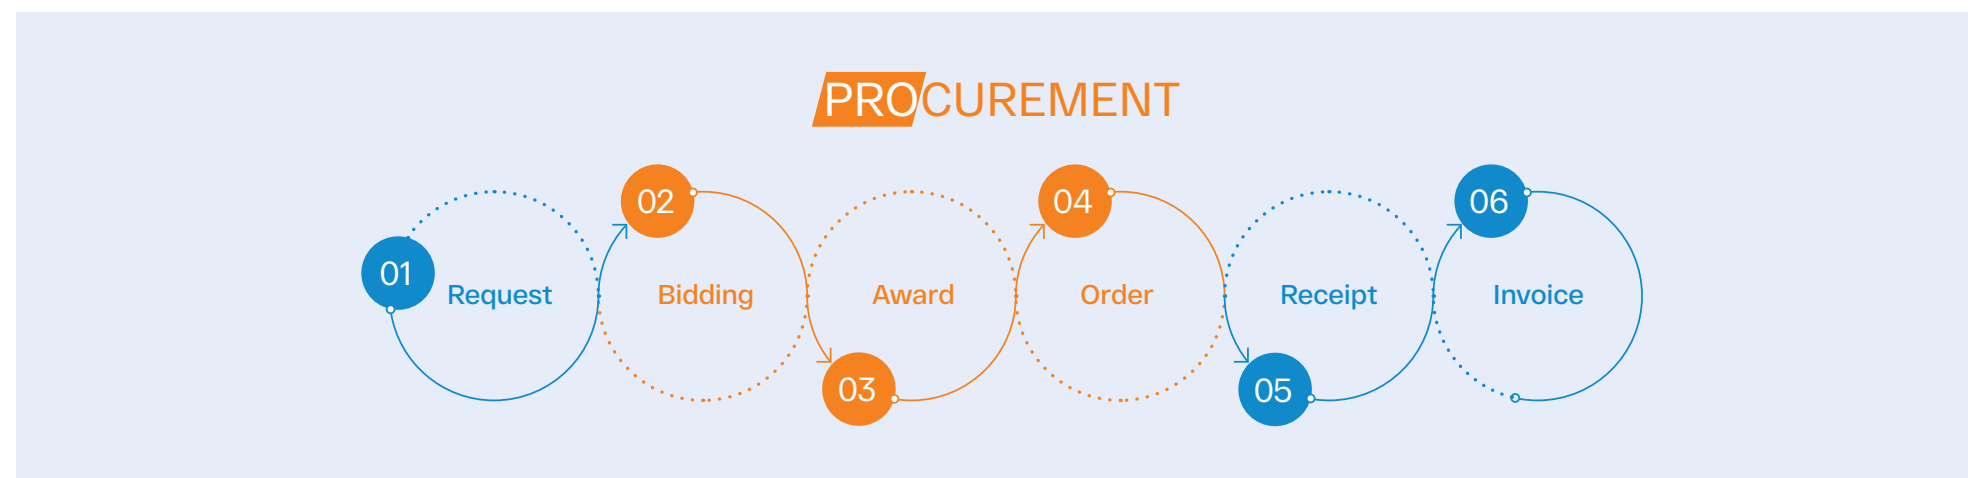 PROCUREMENT
01 Request
02 Bidding
03 Award
04 Order
05 Receipt
06 Invoice